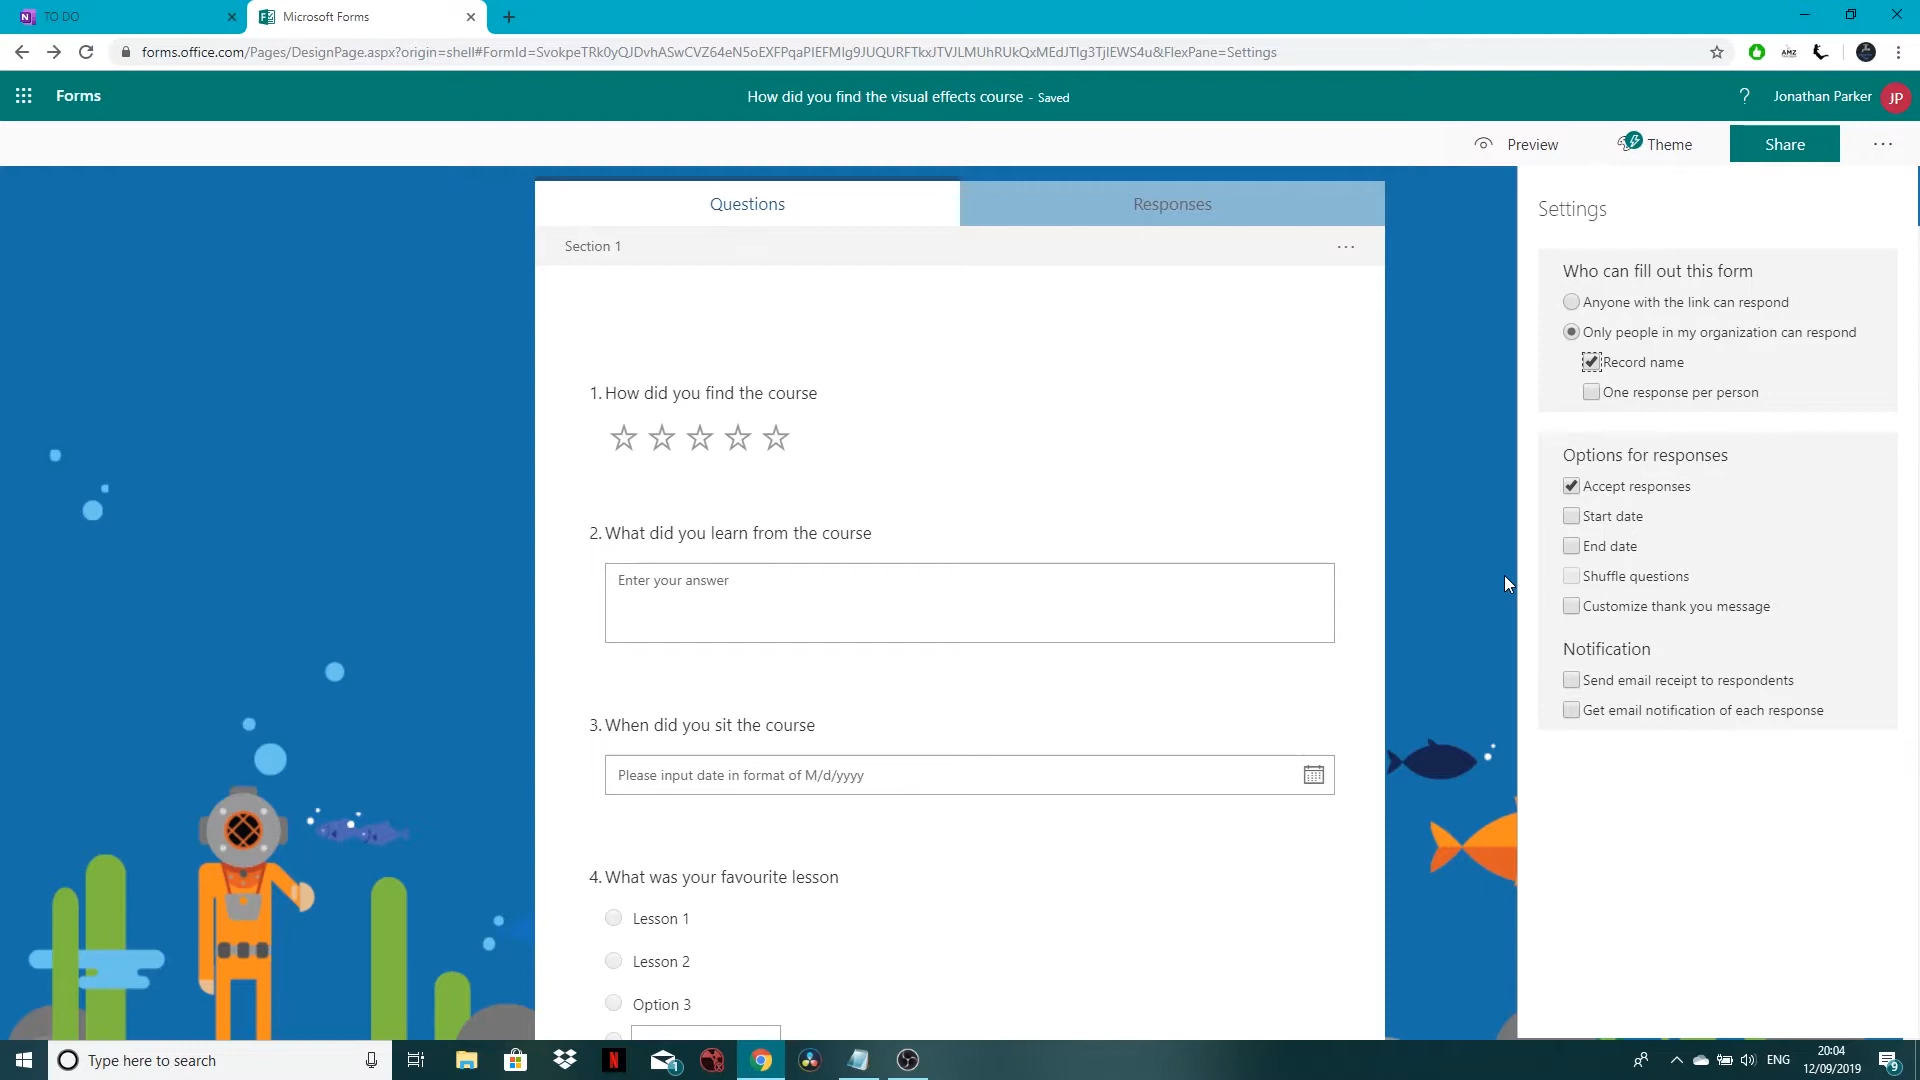 TO DO
Microsoft Forms
forms.office.com/Pages/DesignPage.aspx?origin=shell#FormId=SvokpeTRk0yQJDvhASwCVZ64eN5oEXFPqaPIEFMIg9JUQURFTkxJTVJLMUhRUkQxMEdJTlg3TjlEWS4u&FlexPane=Settings
AMZ
Forms
How did you find the visual effects course - Saved
? Jonathan Parker JP
Preview
Theme
Share
Questions
Responses
Section 1
1. How did you find the course
2. What did you learn from the course
Enter your answer
3. When did you sit the course
Please input date in format of M/d/yyyy
4. What was your favourite lesson
Lesson 1
Lesson 2
Option 3
Settings
Who can fill out this form
Anyone with the link can respond
Only people in my organization can respond
Record name
One response per person
Options for responses
Accept responses
Start date
End date
Shuffle questions
Customize thank you message
Notification
Send email receipt to respondents
Get email notification of each response
Type here to search
1
ENG
20:04
12/09/2019
9